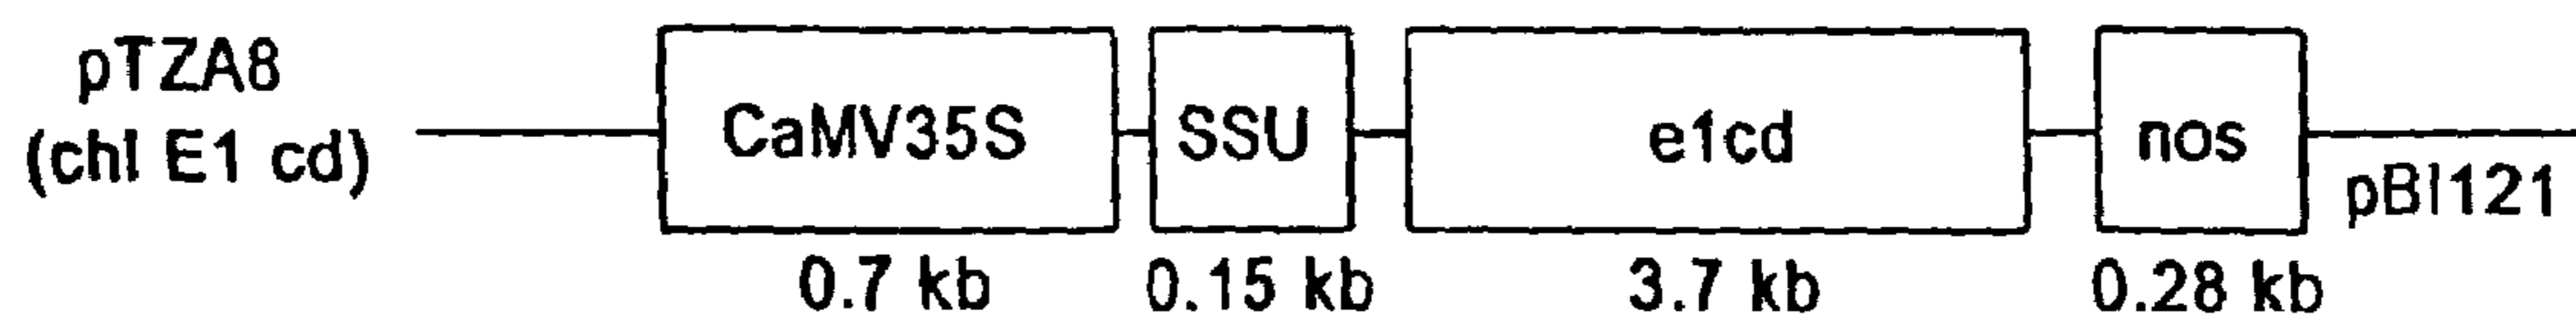 pTZA8
(chl E1 cd)
CaMV35S
SSU
e1cd
nos
pBI121
0.7 kb
0.15 kb
3.7 kb
0.28 kb